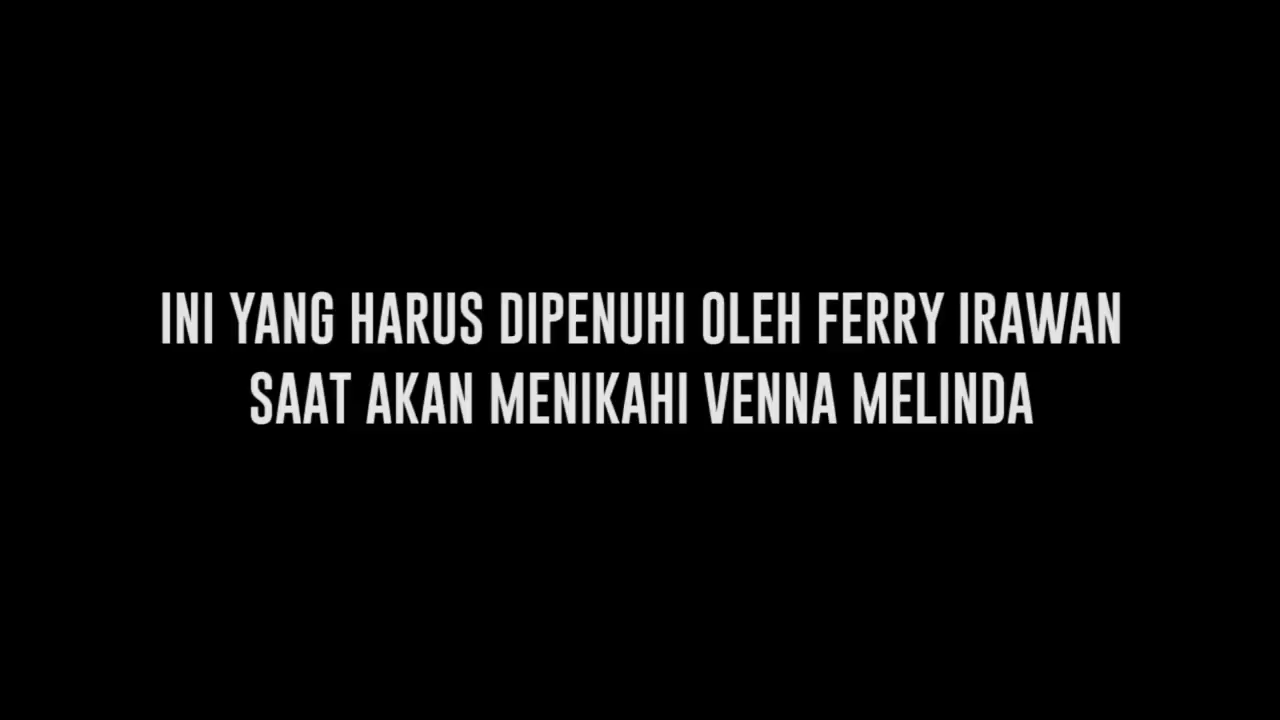 INI YANG HARUS DIPENUHI OLEH FERRY IRAWAN
SAAT AKAN MENIKAHI VENNA MELINDA